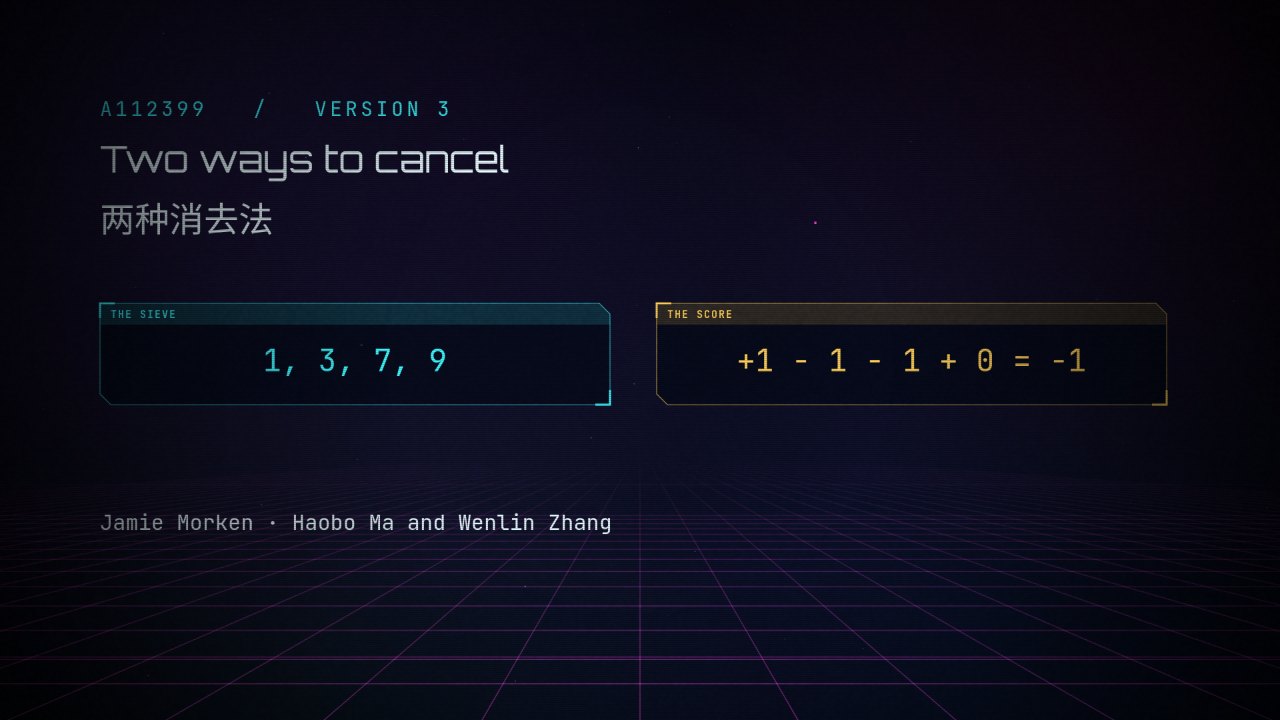 A112399 / VERSION 3
Two ways to cancel
两种消去法
THE SIEVE
1, 3, 7, 9
THE SCORE
+1 - 1 - 1 + 0 = -1
Jamie Morken · Haobo Ma and Wenlin Zhang